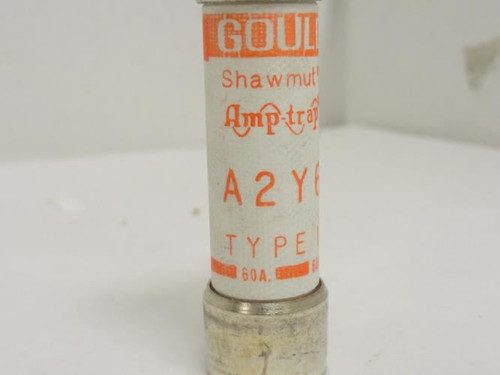 GOUL
Shawmut
Amp-trap
A2Y6
TYPE
60A.